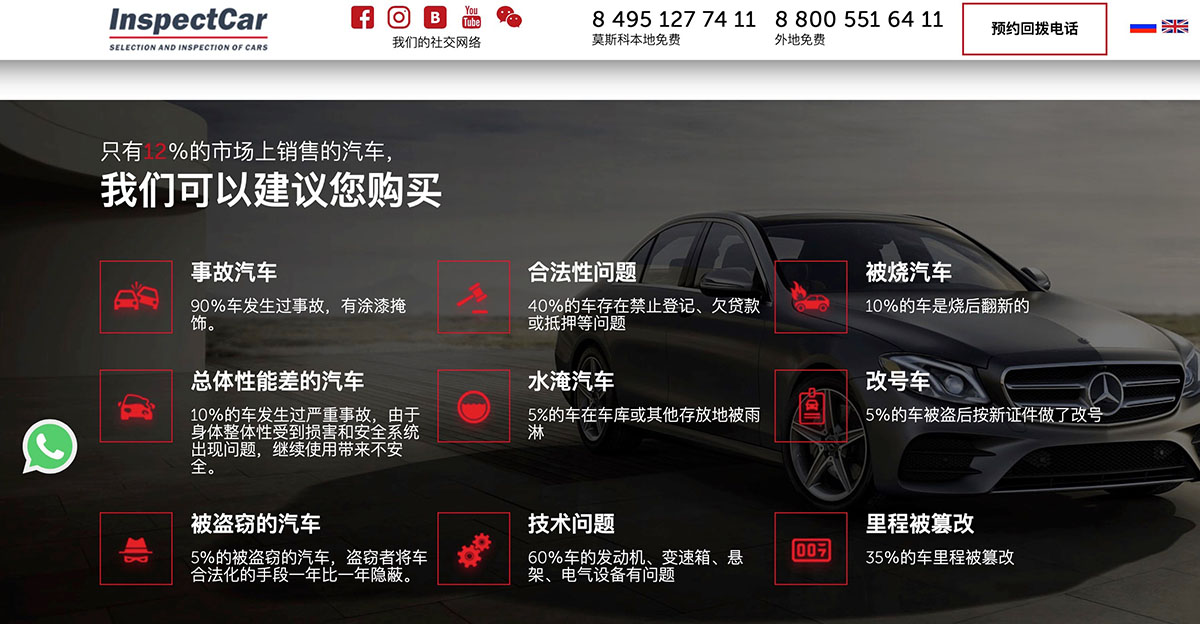 InspectCar
SELECTION AND INSPECTION OF CARS
B
You
Tube
我们的社交网络
8 495 127 74 11
莫斯科本地免费
8 800 551 64 11
外地免费
预约回拨电话
只有12%的市场上销售的汽车,
我们可以建议您购买
事故汽车
90%车发生过事故，有涂漆掩
饰。
合法性问题
40%的车存在禁止登记、欠贷款
或抵押等问题
被烧汽车
10%的车是烧后翻新的
总体性能差的汽车
10%的车发生过严重事故，由于
身体整体性受到损害和安全系统
出现问题，继续使用带来不安
全。
水淹汽车
5%的车在车库或其他存放地被雨
淋
改号车
5%的车被盗后按新证件做了改号
被盗窃的汽车
5%的被盗窃的汽车，盗窃者将车
合法化的手段一年比一年隐蔽。
技术问题
60%车的发动机、变速箱、悬
架、电气设备有问题
007
里程被篡改
35%的车里程被篡改